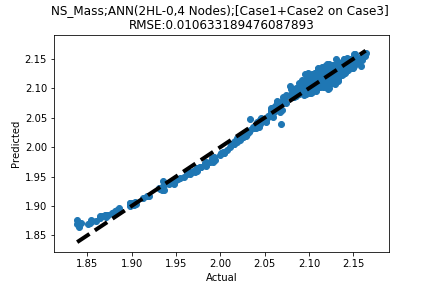 NS_Mass;ANN(2HL-0,4 Nodes);[Case1+Case2 on Case3]
RMSE:0.010633189476087893
2.15
2.10
2.05
2.00
1.95
1.90
1.85
Predicted
1.85 1.90 1.95 2.00 2.05 2.10 2.15
Actual